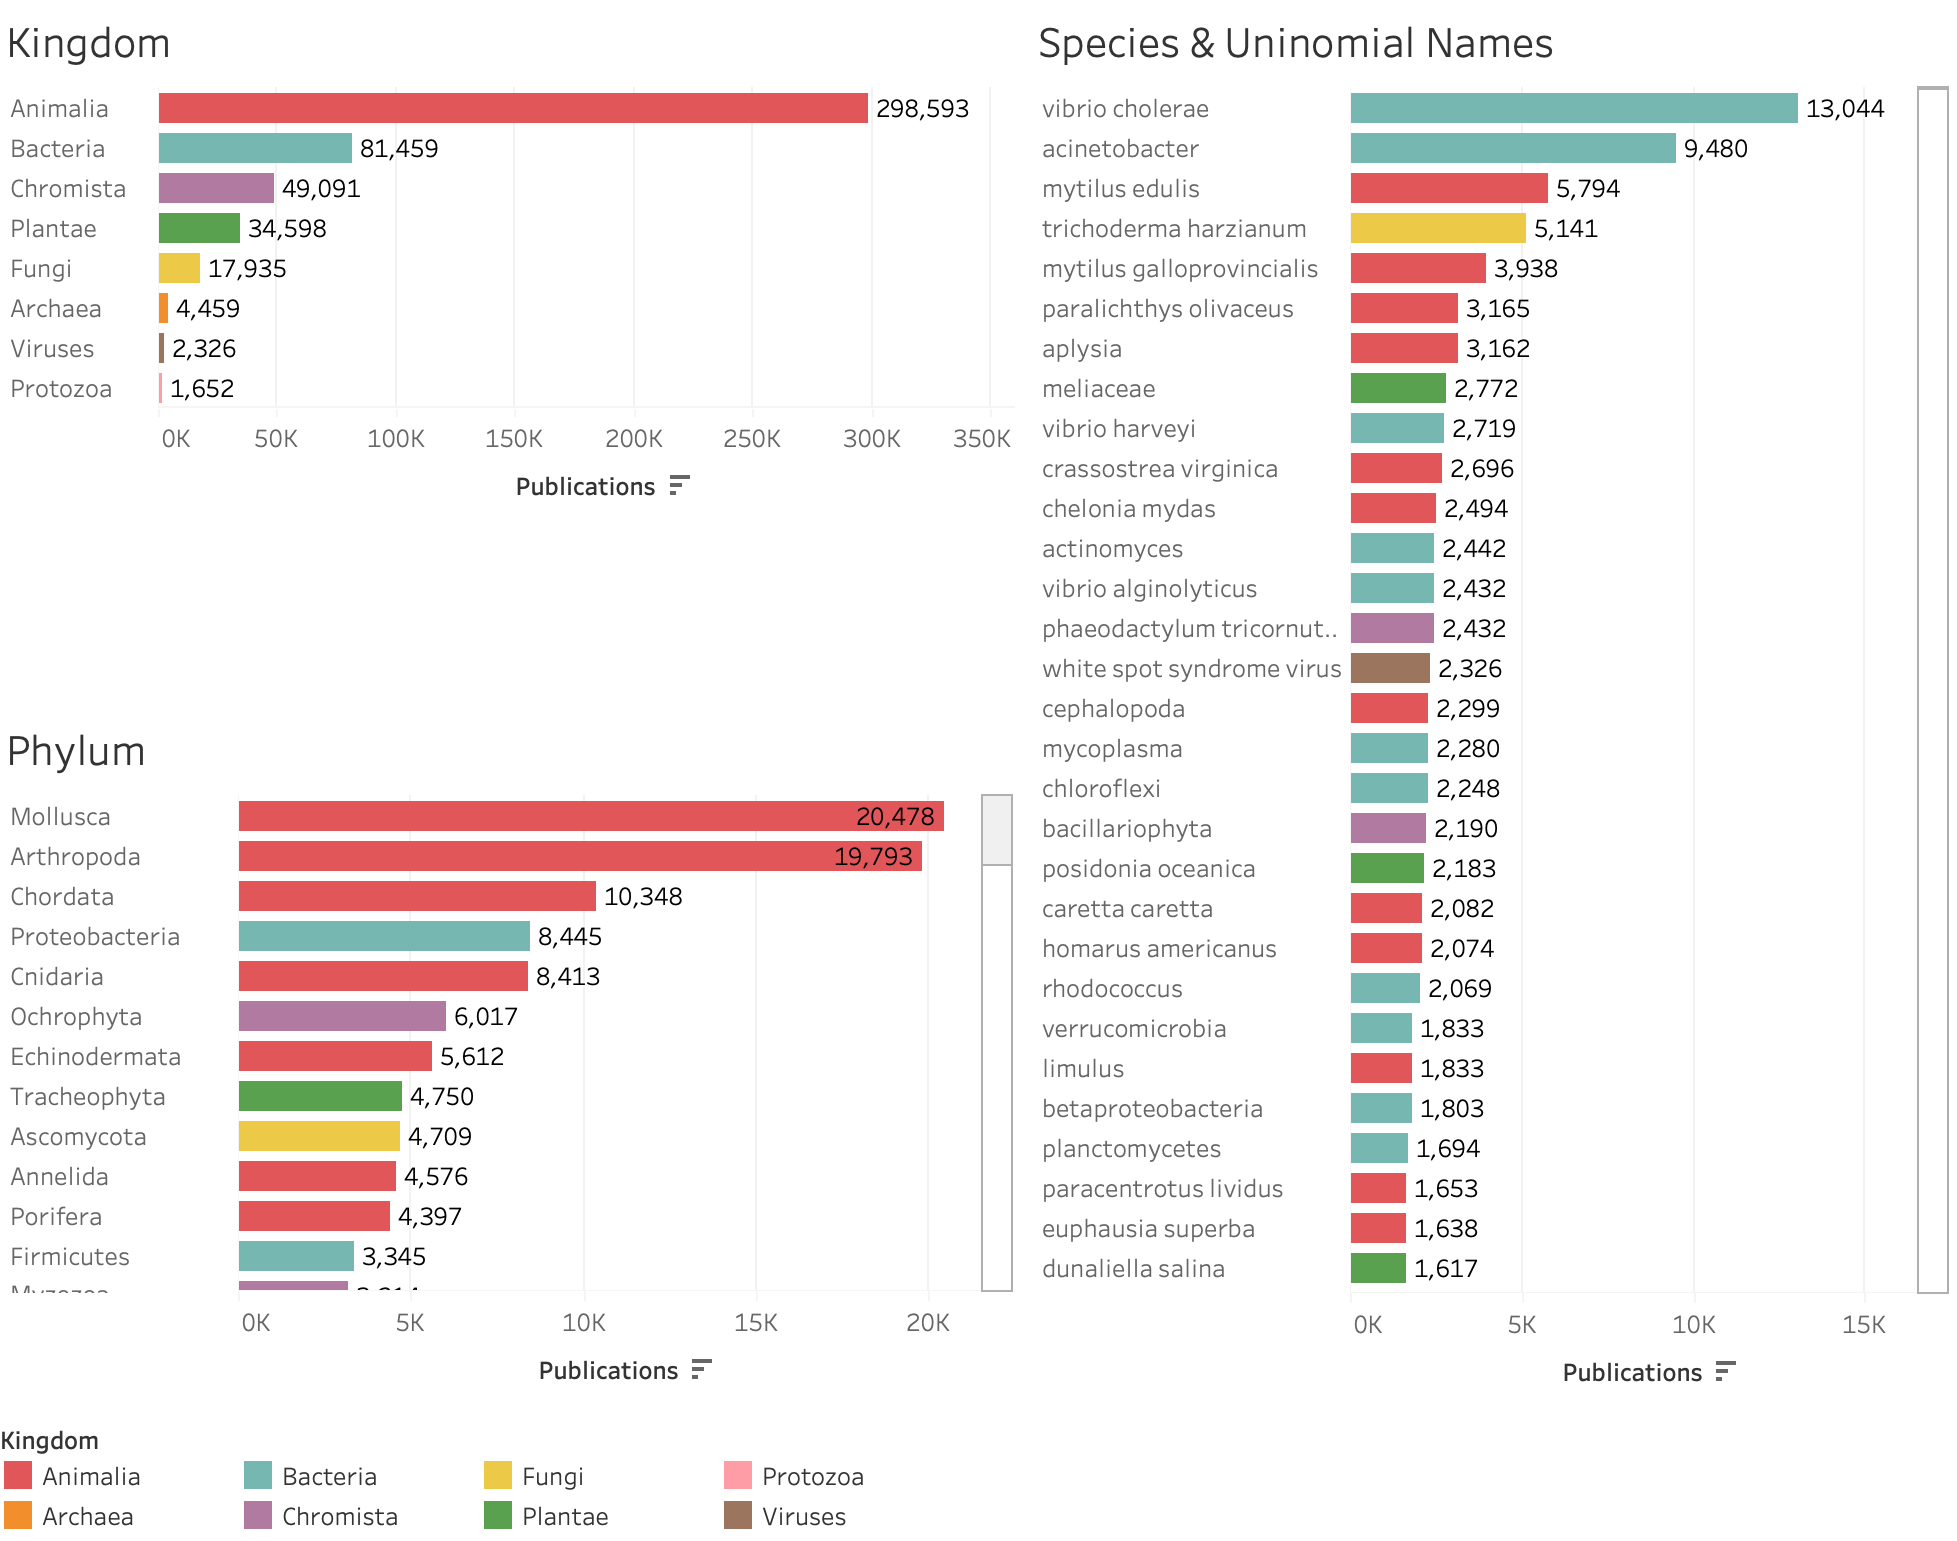 Kingdom
Animalia 298,593
Bacteria 81,459
Chromista 49,091
Plantae 34,598
Fungi 17,935
Archaea 4,459
Viruses 2,326
Protozoa 1,652
0K 50K 100K 150K 200K 250K 300K 350K
Publications
Phylum
Mollusca 20,478
Arthropoda 19,793
Chordata 10,348
Proteobacteria 8,445
Cnidaria 8,413
Ochrophyta 6,017
Echinodermata 5,612
Tracheophyta 4,750
Ascomycota 4,709
Annelida 4,576
Porifera 4,397
Firmicutes 3,345
0K 5K 10K 15K 20K
Publications
Species & Uninomial Names
vibrio cholerae 13,044
acinetobacter 9,480
mytilus edulis 5,794
trichoderma harzianum 5,141
mytilus galloprovincialis 3,938
paralichthys olivaceus 3,165
aplysia 3,162
meliaceae 2,772
vibrio harveyi 2,719
crassostrea virginica 2,696
chelonia mydas 2,494
actinomyces 2,442
vibrio alginolyticus 2,432
phaeodactylum tricornut.. 2,432
white spot syndrome virus 2,326
cephalopoda 2,299
mycoplasma 2,280
chloroflexi 2,248
bacillariophyta 2,190
posidonia oceanica 2,183
caretta caretta 2,082
homarus americanus 2,074
rhodococcus 2,069
verrucomicrobia 1,833
limulus 1,833
betaproteobacteria 1,803
planctomycetes 1,694
paracentrotus lividus 1,653
euphausia superba 1,638
dunaliella salina 1,617
0K 5K 10K 15K
Publications
Kingdom
Animalia Bacteria Fungi Protozoa
Archaea Chromista Plantae Viruses